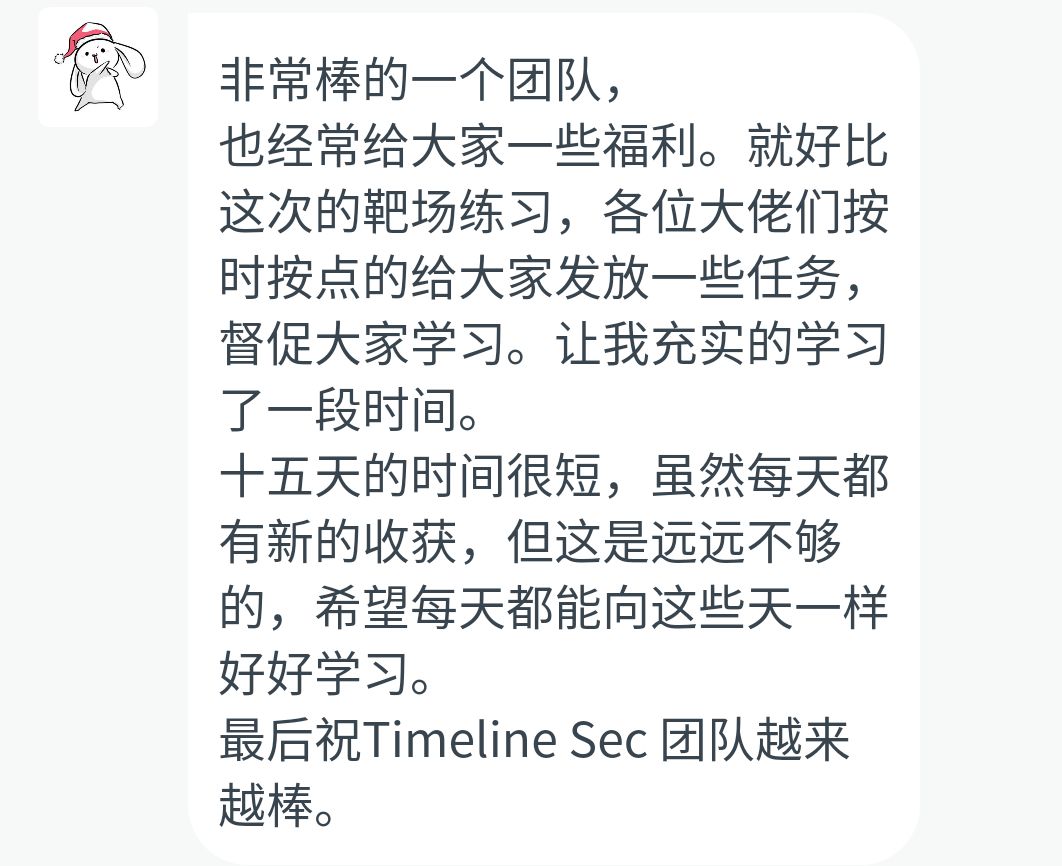 非常棒的一个团队，
也经常给大家一些福利。就好比
这次的靶场练习，各位大佬们按
时按点的给大家发放一些任务，
督促大家学习。让我充实的学习
了一段时间。
十五天的时间很短，虽然每天都
有新的收获，但这是远远不够
的，希望每天都能向这些天一样
好好学习。
最后祝Timeline Sec 团队越来
越棒。